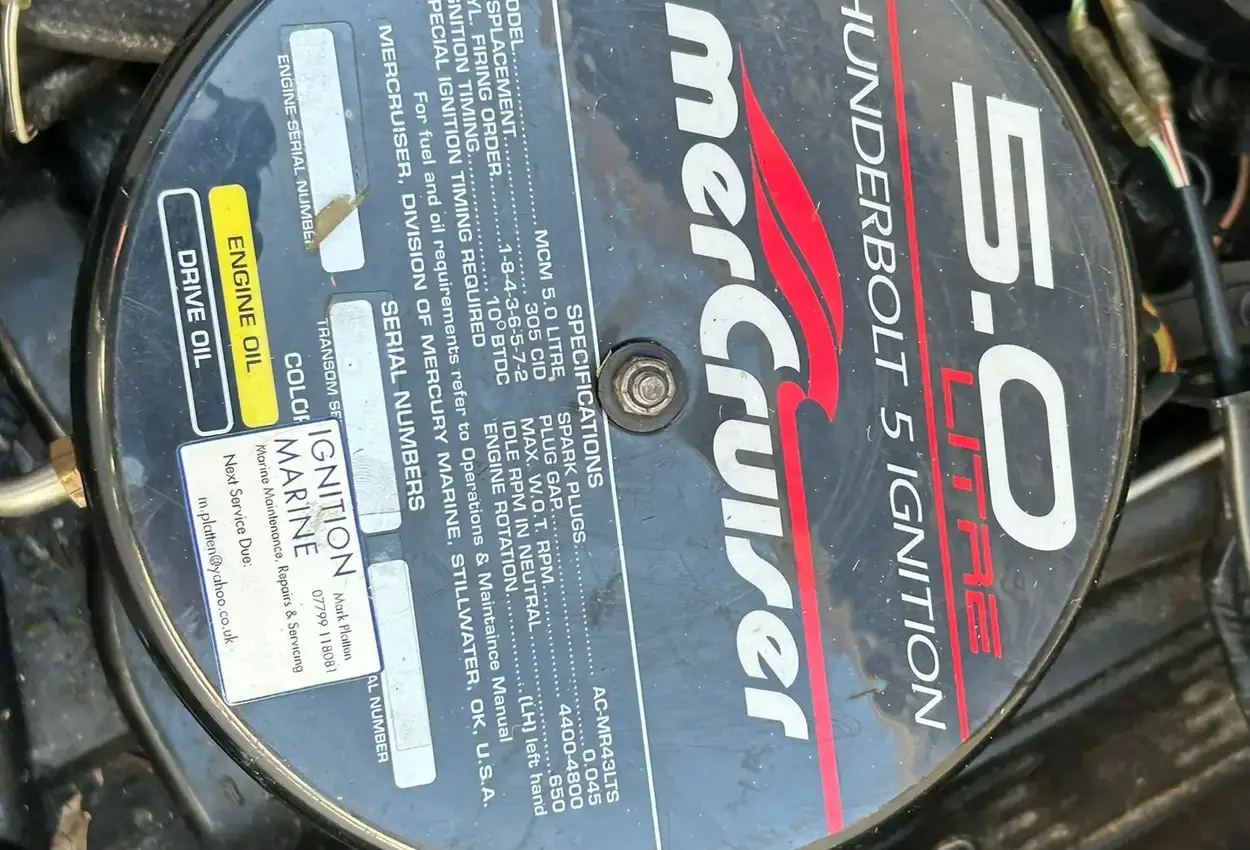 5.0
LITRE
HUNDERBOLT 5 IGNITION
merCruiser
SPECIFICATIONS
ODEL............MCM 5.0 LITRE
SPLACEMENT............305 CID
YL. FIRING ORDER.........1-8-4-3-6-5-7-2
GNITION TIMING............10° BTDC
PECIAL IGNITION TIMING REQUIRED
SPARK PLUGS............AC-MR43LTS
PLUG GAP............0.045
MAX. W.O.T. RPM............4400-4800
IDLE RPM IN NEUTRAL............650
ENGINE ROTATION............(LH) left hand
For fuel and oil requirements refer to Operations & Maintaince Manual
MERCRUISER, DIVISION OF MERCURY MARINE, STILLWATER, OK, U.S.A.
SERIAL NUMBERS
ENGINE SERIAL NUMBER
TRANSOM SE
AL NUMBER
COLOR
ENGINE OIL
DRIVE OIL
IGNITION
MARINE
Mark Platten
07799 118081
Marine Maintenance, Repairs & Servicing
Next Service Due:
m.platten@yahoo.co.uk